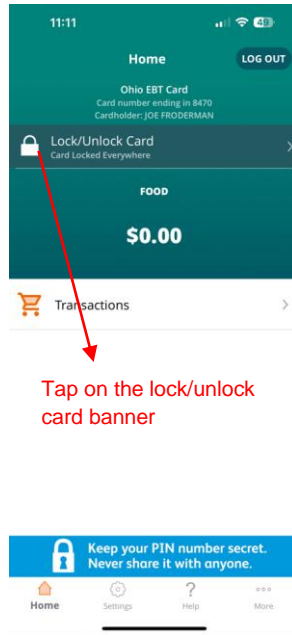 11:11
49
Home
LOG OUT
Ohio EBT Card
Card number ending in 8470
Cardholder: JOE FRODERMAN
Lock/Unlock Card
Card Locked Everywhere
FOOD
$0.00
Transactions
Tap on the lock/unlock
card banner
Keep your PIN number secret.
Never share it with anyone.
Home
Settings
Help
More